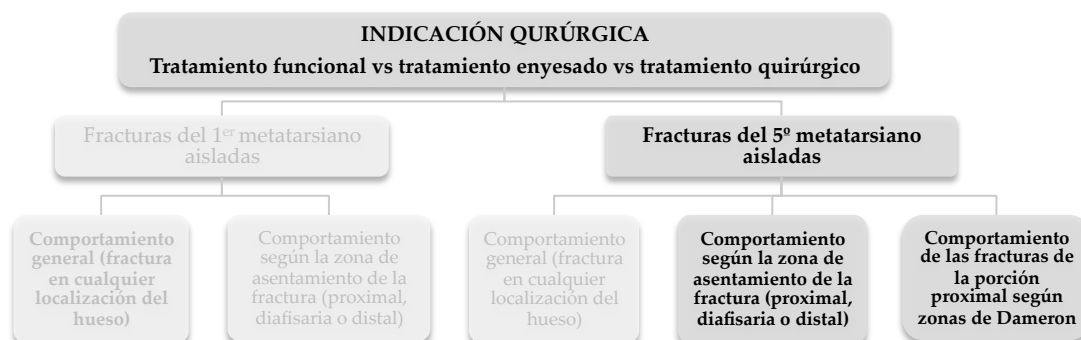 INDICACIÓN QURÚRGICA
Tratamiento funcional vs tratamiento enyesado vs tratamiento quirúrgico
Fracturas del 1er metatarsiano
aisladas
Fracturas del 5º metatarsiano
aisladas
Comportamiento
general (fractura
en cualquier
localización del
hueso)
Comportamiento
según la zona de
asentamiento de la
fractura (proximal,
diafisaria o distal)
Comportamiento
general (fractura
en cualquier
localización del
hueso)
Comportamiento
según la zona de
asentamiento de la
fractura (proximal,
diafisaria o distal)
Comportamiento
de las fracturas de
la porción
proximal según
zonas de Dameron